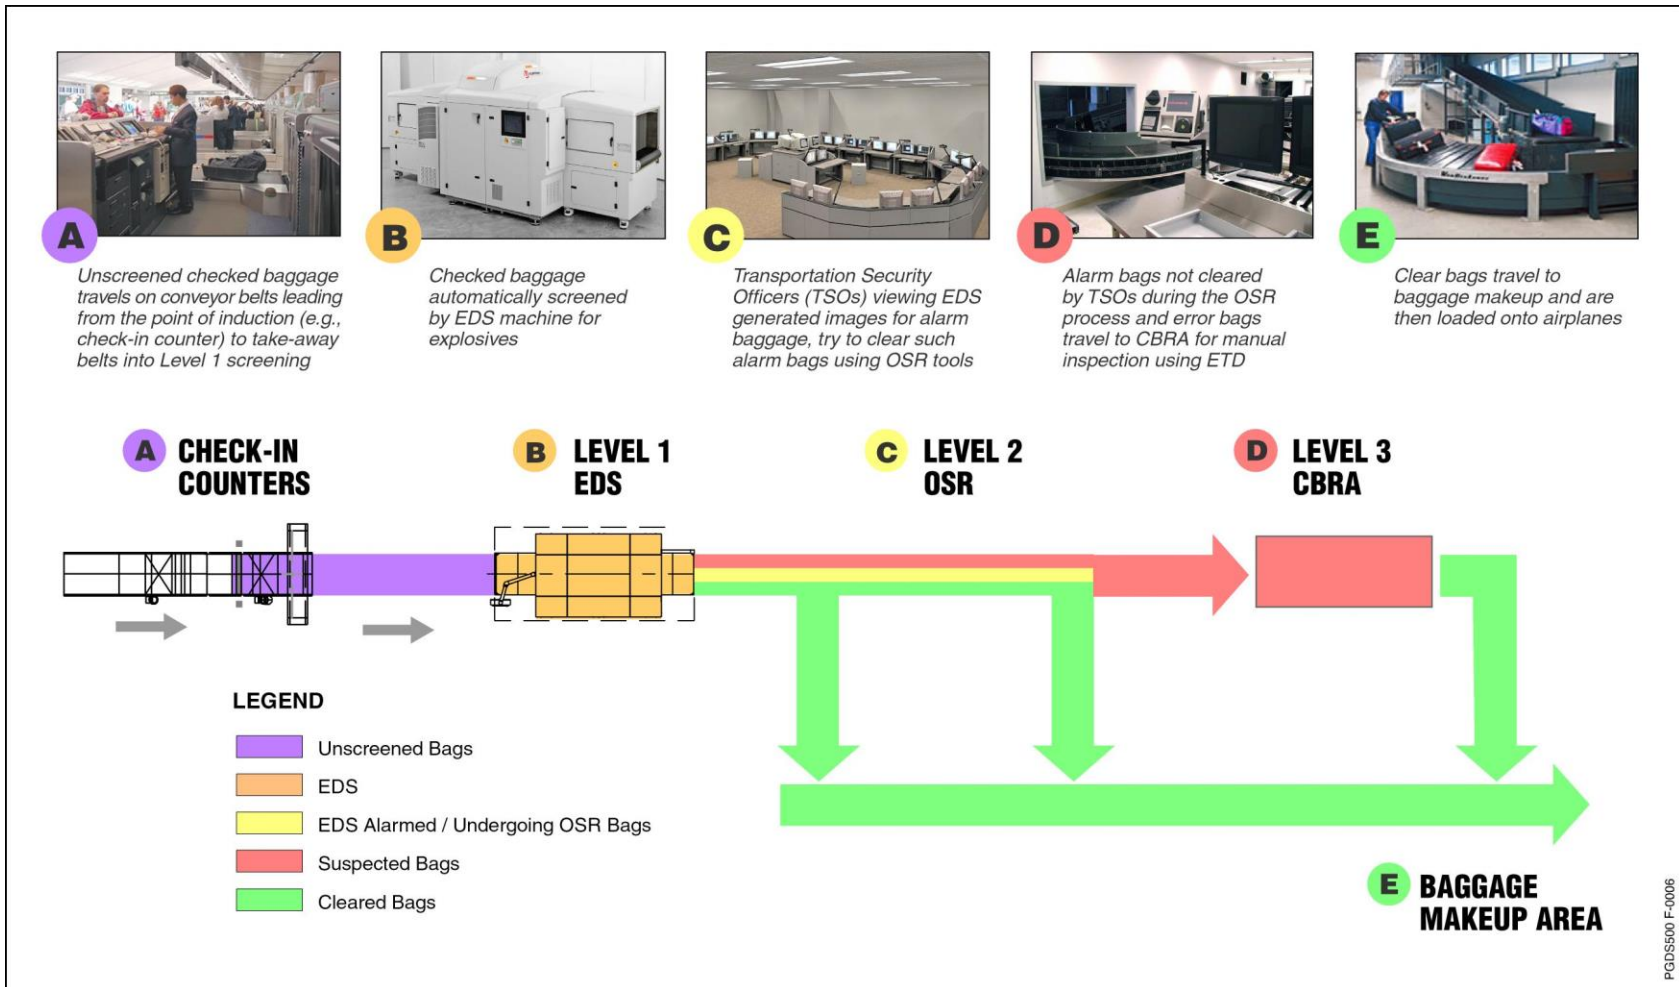 A
Unscreened checked baggage
travels on conveyor belts leading
from the point of induction (e.g.,
check-in counter) to take-away
belts into Level 1 screening
B
Checked baggage
automatically screened
by EDS machine for
explosives
C
Transportation Security
Officers (TSOs) viewing EDS
generated images for alarm
baggage, try to clear such
alarm bags using OSR tools
D
Alarm bags not cleared
by TSOs during the OSR
process and error bags
travel to CBRA for manual
inspection using ETD
E
Clear bags travel to
baggage makeup and are
then loaded onto airplanes
A CHECK-IN
COUNTERS
B LEVEL 1
EDS
C LEVEL 2
OSR
D LEVEL 3
CBRA
LEGEND
Unscreened Bags
EDS
EDS Alarmed / Undergoing OSR Bags
Suspected Bags
Cleared Bags
E BAGGAGE
MAKEUP AREA
PGDS500 F-0006